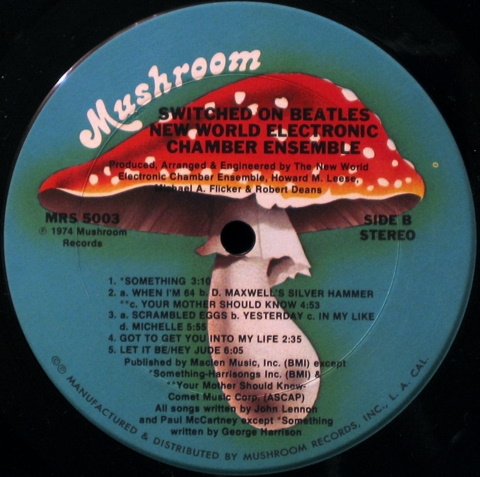 Mushroom
SWITCHED ON BEATLES
NEW WORLD ELECTRONIC
CHAMBER ENSEMBLE
Produced, Arranged & Engineered by The New World
Electronic Chamber Ensemble, Howard M. Leese,
Michael A. Flicker & Robert Deans
MRS 5003
℗ 1974 Mushroom
Records
SIDE B
STEREO
1. *SOMETHING 3:10
2. a. WHEN I'M 64 b. D. MAXWELL'S SILVER HAMMER
**c. YOUR MOTHER SHOULD KNOW 4:53
3. a. SCRAMBLED EGGS b. YESTERDAY c. IN MY LIKE
d. MICHELLE 5:55
4. GOT TO GET YOU INTO MY LIFE 2:35
5. LET IT BE/HEY JUDE 6:05
Published by Maclen Music, Inc. (BMI) except
*Something-Harrisongs Inc. (BMI) &
**Your Mother Should Know-
Comet Music Corp. (ASCAP)
All songs written by John Lennon
and Paul McCartney except *Something
written by George Harrison
©℗ MANUFACTURED & DISTRIBUTED BY MUSHROOM RECORDS, INC., L. A. CAL.